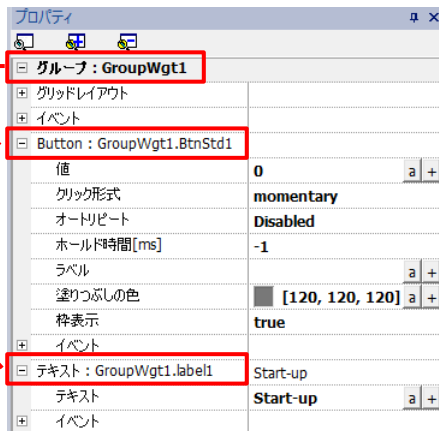 プロパティ
グループ : GroupWgt1
グリッドレイアウト
イベント
Button : GroupWgt1.BtnStd1
値 0 a +
クリック形式 momentary
オートリピート Disabled
ホールド時間[ms] -1
ラベル a +
塗りつぶしの色 [120, 120, 120] a +
枠表示 true
イベント
テキスト : GroupWgt1.label1 Start-up
テキスト Start-up a +
イベント